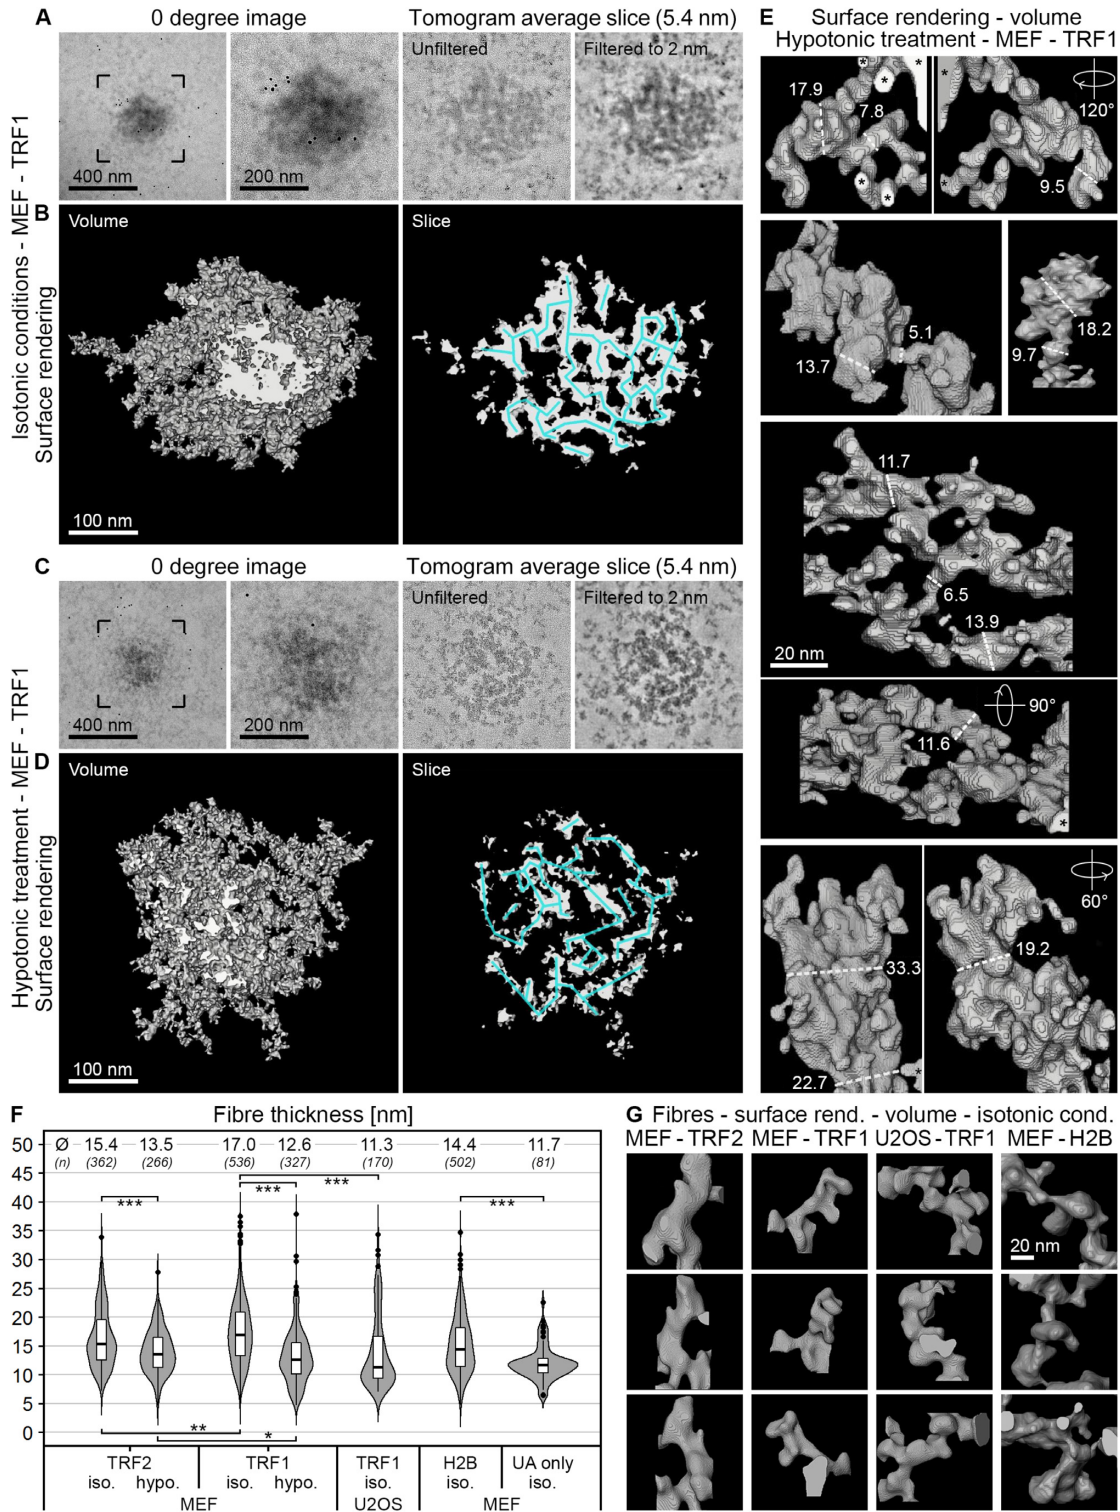 A
0 degree image
Tomogram average slice (5.4 nm)
Isotonic conditions - MEF - TRF1
Surface rendering
400 nm
200 nm
Unfiltered
Filtered to 2 nm
B
Volume
100 nm
Slice
C
0 degree image
Tomogram average slice (5.4 nm)
Hypotonic treatment - MEF - TRF1
Surface rendering
400 nm
200 nm
Unfiltered
Filtered to 2 nm
D
Volume
100 nm
Slice
E
Surface rendering - volume
Hypotonic treatment - MEF - TRF1
17.9
7.8
* * * * *
* *
120°
9.5
13.7
5.1
18.2
9.7
11.7
6.5
13.9
20 nm
90°
11.6
*
60°
33.3
22.7
*
19.2
F
Fibre thickness [nm]
50
45
40
35
30
25
20
15
10
5
0
Ø 15.4 13.5 17.0 12.6 11.3 14.4 11.7
(n) (362) (266) (536) (327) (170) (502) (81)
***
***
***
***
**
*
TRF2 TRF1 TRF1 H2B UA only
iso. hypo. iso. hypo. iso. iso. iso.
MEF U2OS MEF
G
Fibres - surface rend. - volume - isotonic cond.
MEF - TRF2 MEF - TRF1 U2OS - TRF1 MEF - H2B
20 nm